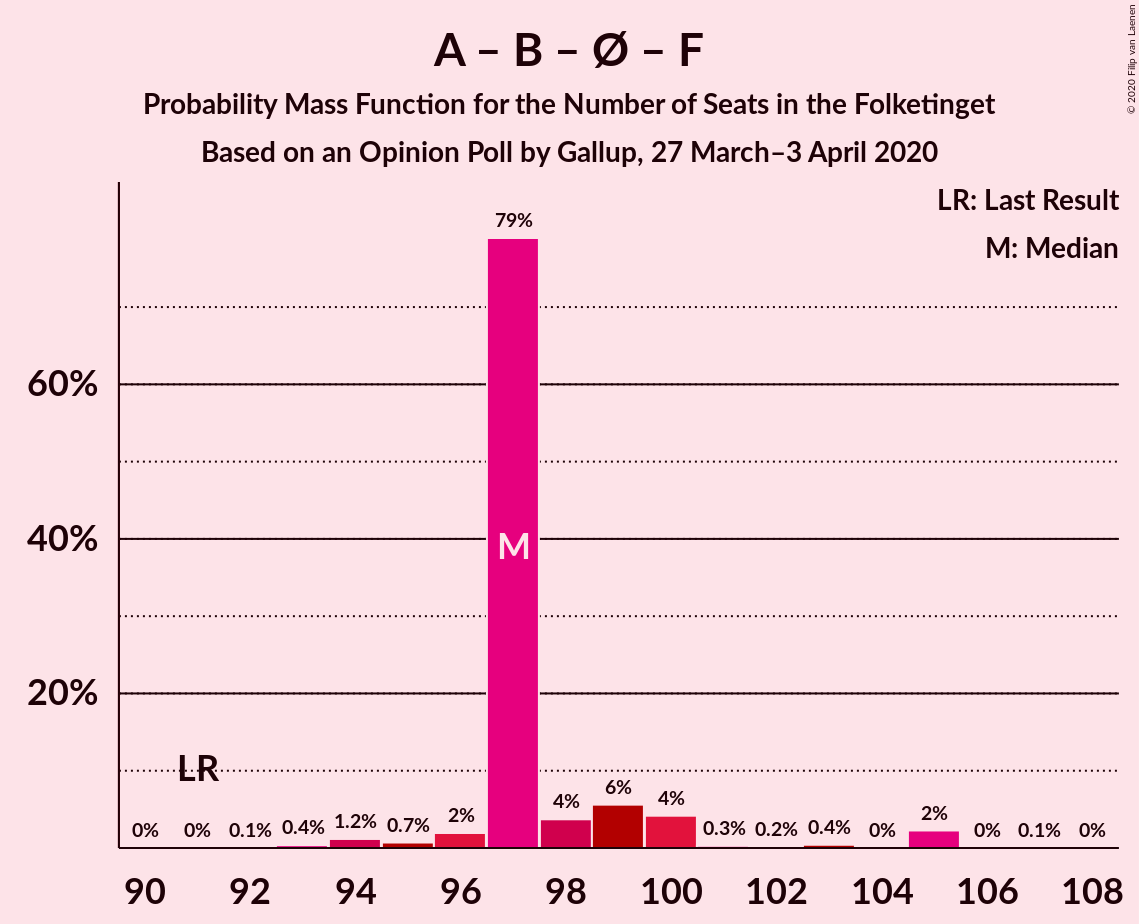 A – B – Ø – F
Probability Mass Function for the Number of Seats in the Folketinget
Based on an Opinion Poll by Gallup, 27 March–3 April 2020
© 2020 Filip van Laenen
LR: Last Result
M: Median
79%
60%
40%
M
20%
LR
0% 0% 0.1% 0.4% 1.2% 0.7% 2% 4% 6% 4% 0.3% 0.2% 0.4% 0% 2% 0% 0.1% 0%
90 92 94 96 98 100 102 104 106 108